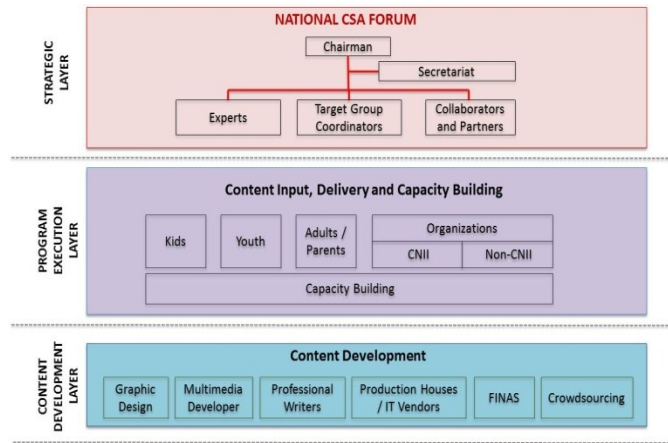 STRATEGIC
LAYER
NATIONAL CSA FORUM
Chairman
Secretariat
Experts
Target Group
Coordinators
Collaborators
and Partners
PROGRAM
EXECUTION
LAYER
Content Input, Delivery and Capacity Building
Kids
Youth
Adults /
Parents
Organizations
CNII
Non-CNII
Capacity Building
CONTENT
DEVELOPMENT
LAYER
Content Development
Graphic
Design
Multimedia
Developer
Professional
Writers
Production Houses
/ IT Vendors
FINAS
Crowdsourcing